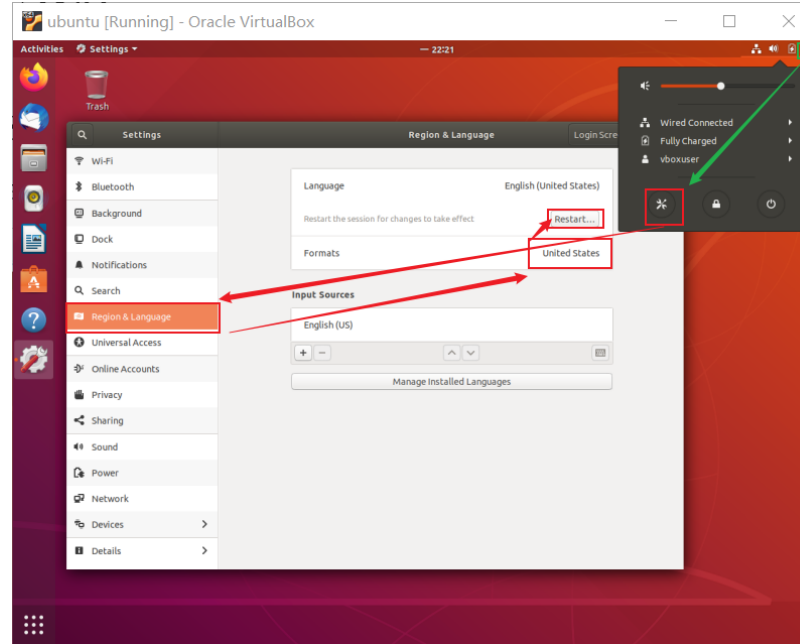 ubuntu [Running] - Oracle VirtualBox
Activities Settings 22:21
Trash
Settings Region & Language Login Scre
Wi-Fi
Bluetooth
Background
Dock
Notifications
Search
Region & Language
Universal Access
Online Accounts
Privacy
Sharing
Sound
Power
Network
Devices
Details
Language English (United States)
Restart the session for changes to take effect Restart...
Formats United States
Input Sources
English (US)
+ −
Manage Installed Languages
Wired Connected
Fully Charged
vboxuser